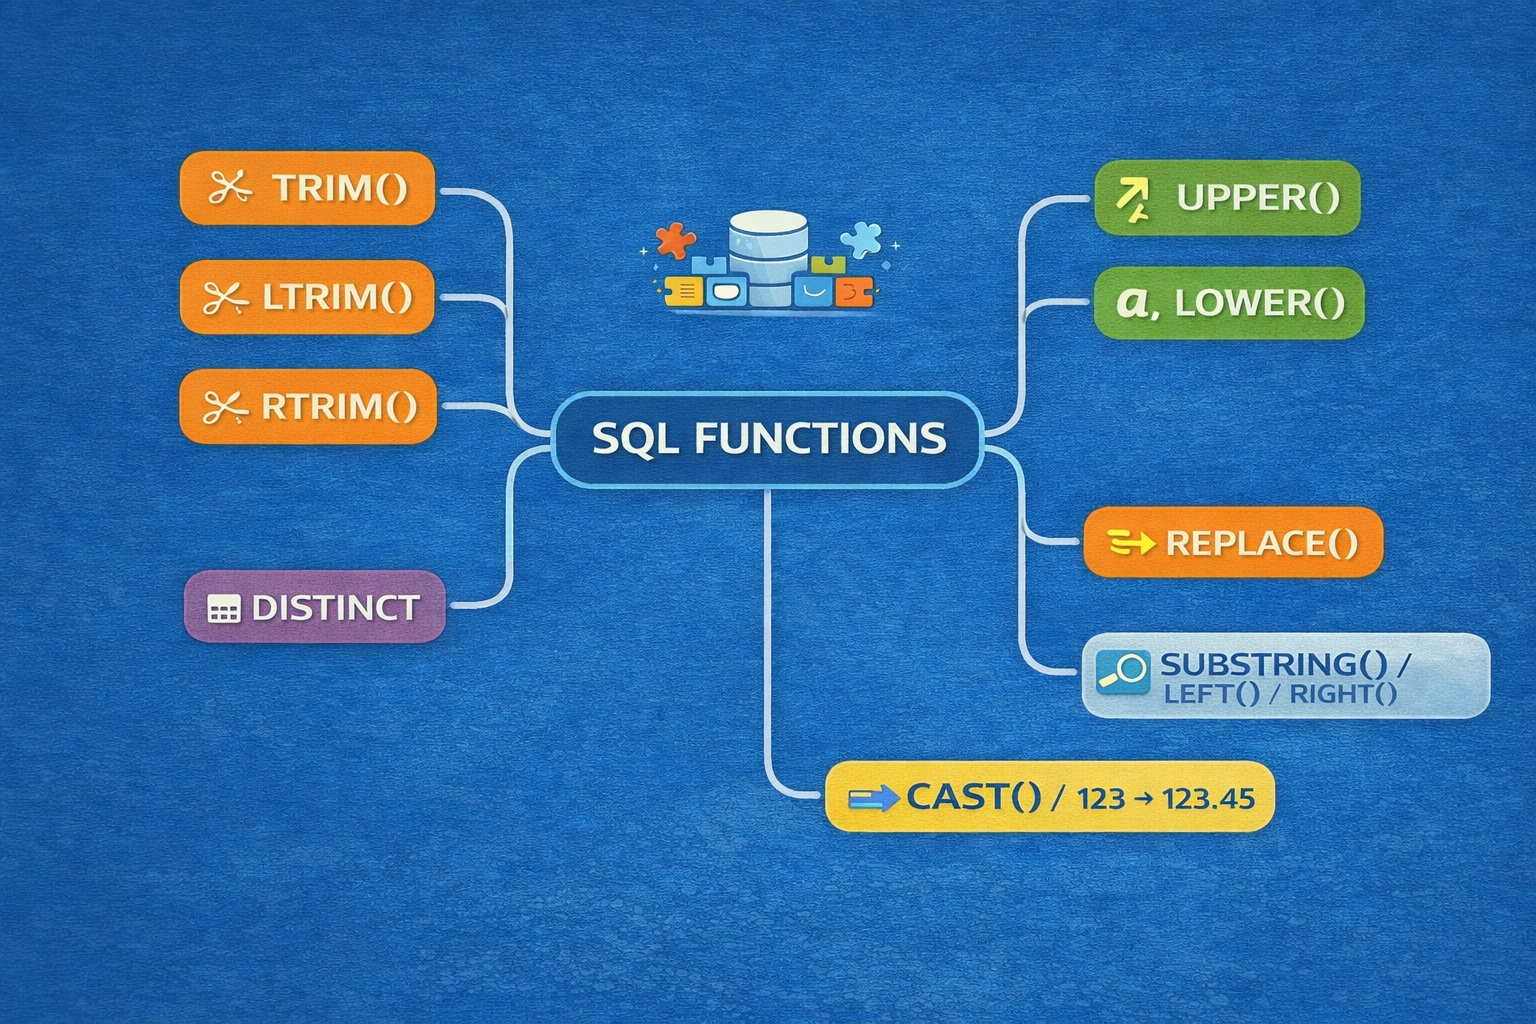 TRIM()
LTRIM()
RTRIM()
DISTINCT
SQL FUNCTIONS
UPPER()
a, LOWER()
REPLACE()
SUBSTRING() /
LEFT() / RIGHT()
CAST() / 123 → 123.45